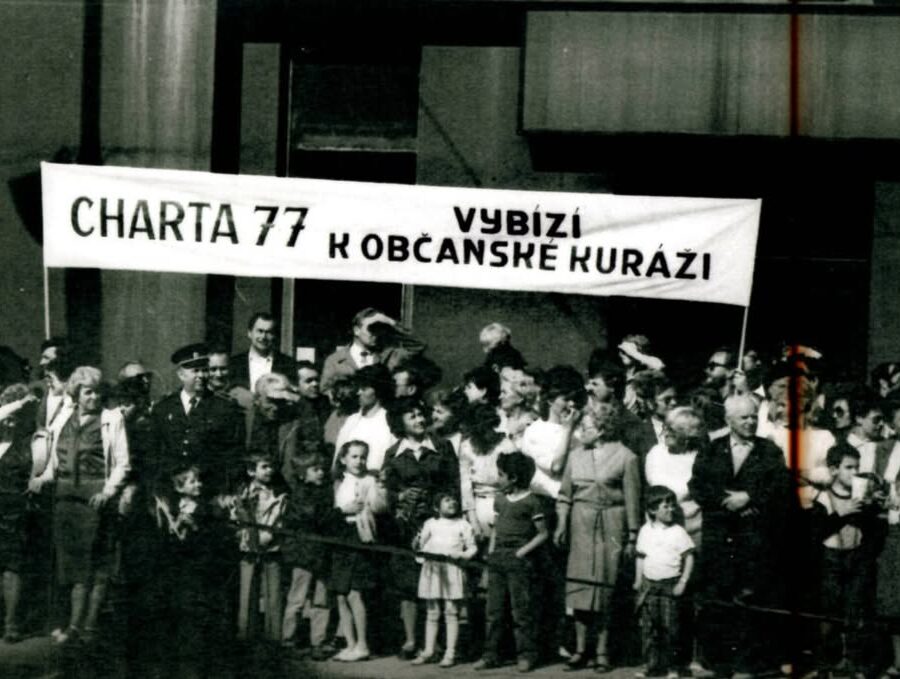 CHARTA 77
VYBÍZÍ
K OBČANSKÉ KURÁŽI